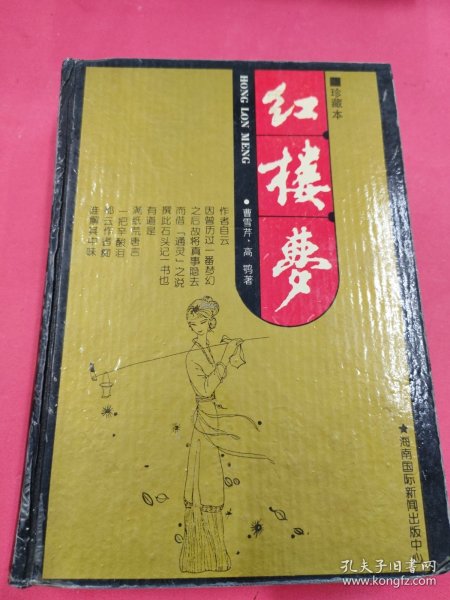 珍藏本
红楼梦
HONG LON MENG
曹雪芹·高鹗著
作者自云
因曾历过一番梦幻
之后故将真事隐去
而借「通灵」之说
撰此石头记一书也
有道是
满纸荒唐言
一把辛酸泪
都云作者痴
谁解其中味
★海南国际新闻出版中心
孔夫子旧书网
www.kongfz.com